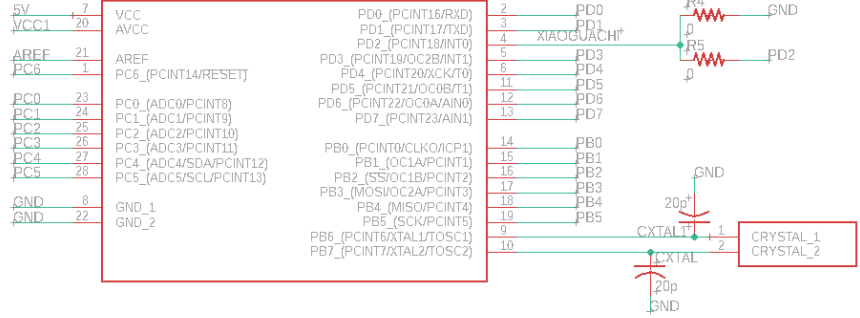 5V 7 VCC PD0_(PCINT16/RXD) 2 PD0 R4 GND
VCC1 20 AVCC PD1_(PCINT17/TXD) 3 PD1 0
PD2_(PCINT18/INT0) 4 XIAOGUACHI
AREF 21 AREF PD3_(PCINT19/OC2B/INT1) 5 PD3 R5 PD2
PC6 1 PC6_(PCINT14/RESET) PD4_(PCINT20/XCK/T0) 6 PD4 0
PD5_(PCINT21/OC0B/T1) 11 PD5
PC0 23 PC0_(ADC0/PCINT8) PD6_(PCINT22/OC0A/AIN0) 12 PD6
PC1 24 PC1_(ADC1/PCINT9) PD7_(PCINT23/AIN1) 13 PD7
PC2 25 PC2_(ADC2/PCINT10)
PC3 26 PC3_(ADC3/PCINT11) PB0_(PCINT0/CLKO/ICP1) 14 PB0
PC4 27 PC4_(ADC4/SDA/PCINT12) PB1_(OC1A/PCINT1) 15 PB1
PC5 28 PC5_(ADC5/SCL/PCINT13) PB2_(SS/OC1B/PCINT2) 16 PB2 GND
PB3_(MOSI/OC2A/PCINT3) 17 PB3
GND 8 GND_1 PB4_(MISO/PCINT4) 18 PB4 20p
GND 22 GND_2 PB5_(SCK/PCINT5) 19 PB5
PB6_(PCINT6/XTAL1/TOSC1) 9 CXTAL1 1 CRYSTAL_1
PB7_(PCINT7/XTAL2/TOSC2) 10 CXTAL 2 CRYSTAL_2
20p
GND